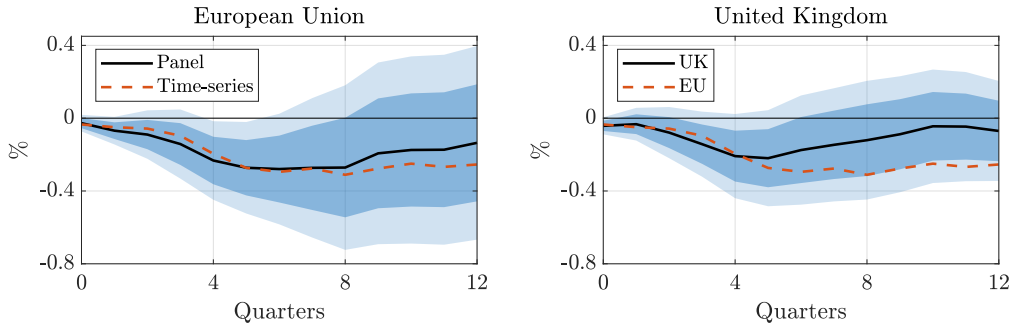 European Union
0.4
0
-0.4
-0.8
%
Panel
Time-series
0
4
8
12
Quarters
United Kingdom
0.4
0
-0.4
-0.8
%
UK
EU
0
4
8
12
Quarters